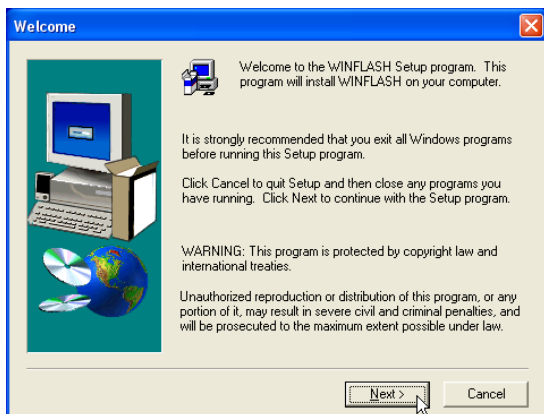 Welcome
Welcome to the WINFLASH Setup program. This
program will install WINFLASH on your computer.
It is strongly recommended that you exit all Windows programs
before running this Setup program.
Click Cancel to quit Setup and then close any programs you
have running. Click Next to continue with the Setup program.
WARNING: This program is protected by copyright law and
international treaties.
Unauthorized reproduction or distribution of this program, or any
portion of it, may result in severe civil and criminal penalties, and
will be prosecuted to the maximum extent possible under law.
Next >
Cancel